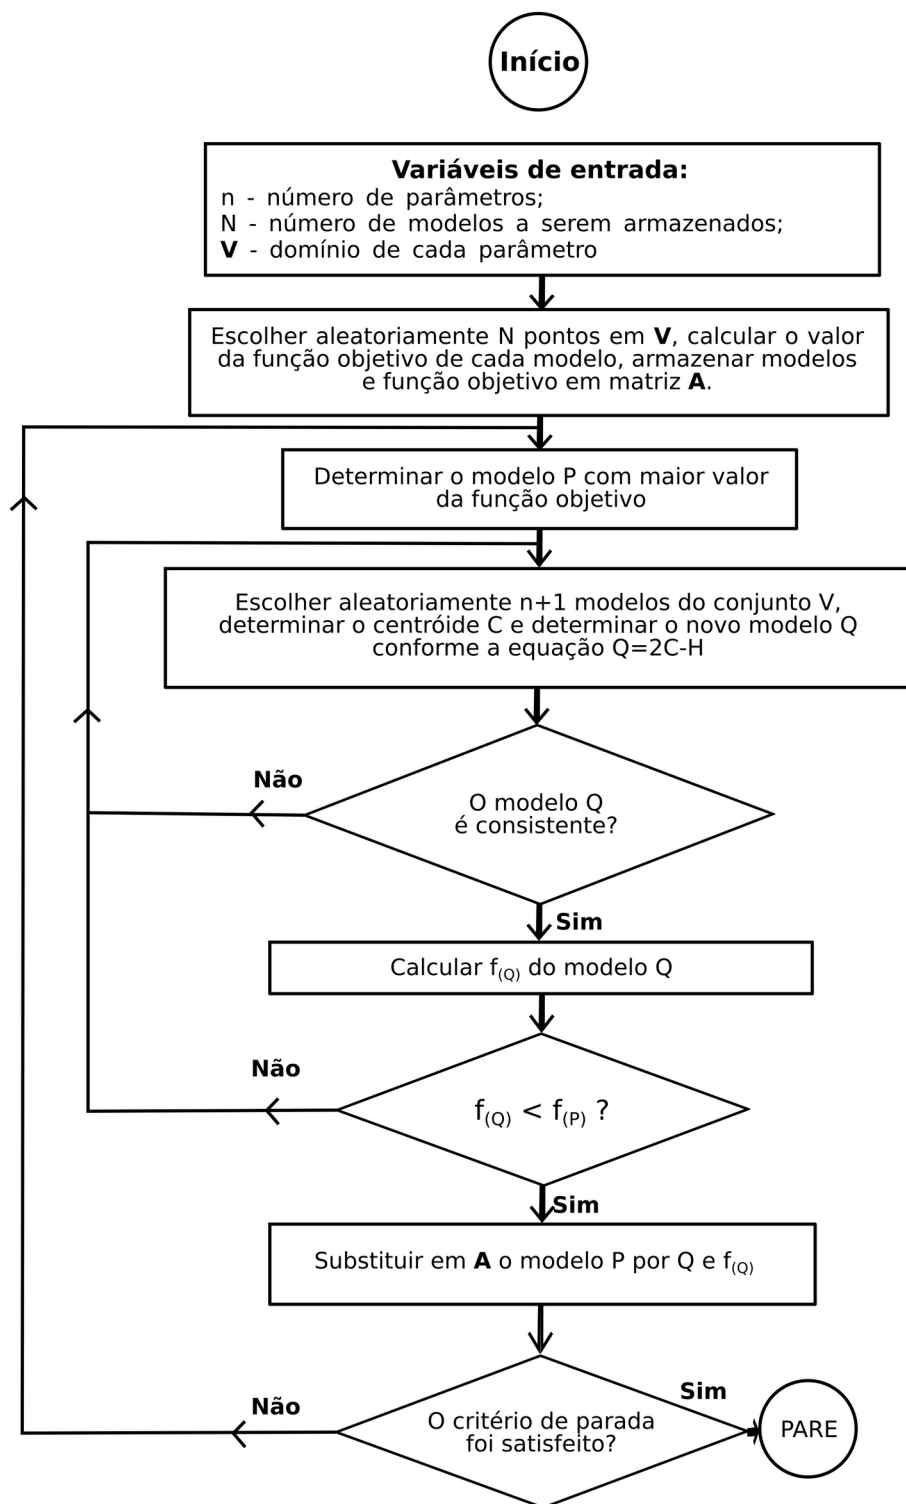 Início
Variáveis de entrada:
n - número de parâmetros;
N - número de modelos a serem armazenados;
V - domínio de cada parâmetro
Escolher aleatoriamente N pontos em V, calcular o valor
da função objetivo de cada modelo, armazenar modelos
e função objetivo em matriz A.
Determinar o modelo P com maior valor
da função objetivo
Escolher aleatoriamente n+1 modelos do conjunto V,
determinar o centróide C e determinar o novo modelo Q
conforme a equação Q=2C-H
Não
O modelo Q
é consistente?
Sim
Calcular f(Q) do modelo Q
Não
f(Q) < f(P) ?
Sim
Substituir em A o modelo P por Q e f(Q)
Não
O critério de parada
foi satisfeito?
Sim
PARE